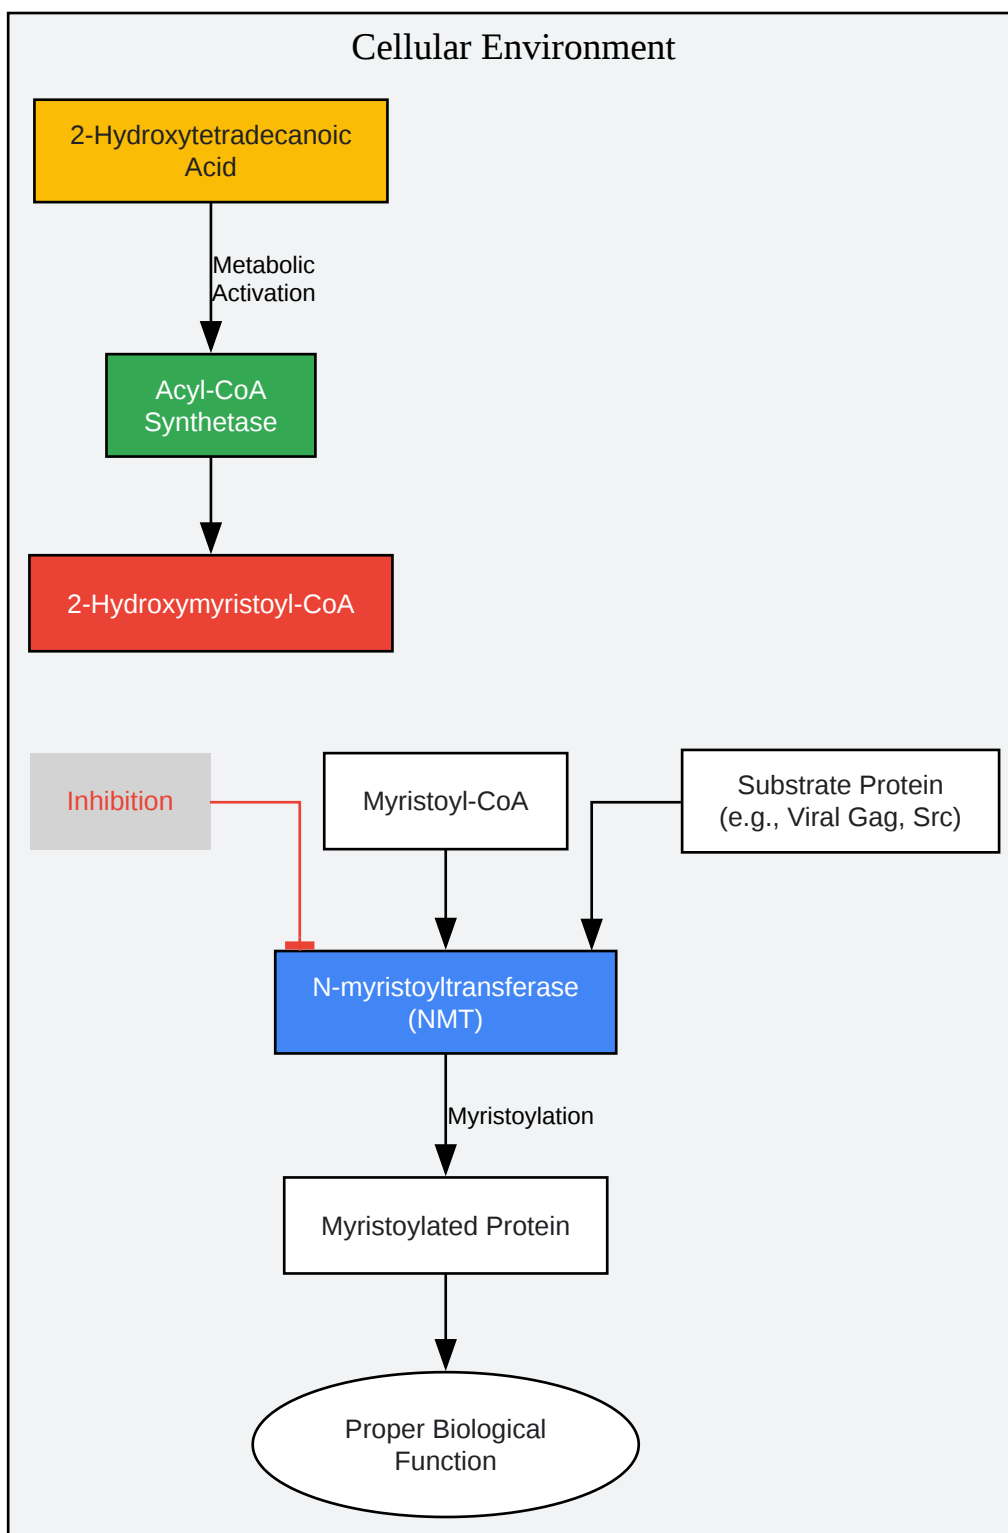 Cellular Environment
2-Hydroxytetradecanoic
Acid
Metabolic
Activation
Acyl-CoA
Synthetase
2-Hydroxymyristoyl-CoA
Inhibition
Myristoyl-CoA
Substrate Protein
(e.g., Viral Gag, Src)
N-myristoyltransferase
(NMT)
Myristoylation
Myristoylated Protein
Proper Biological
Function